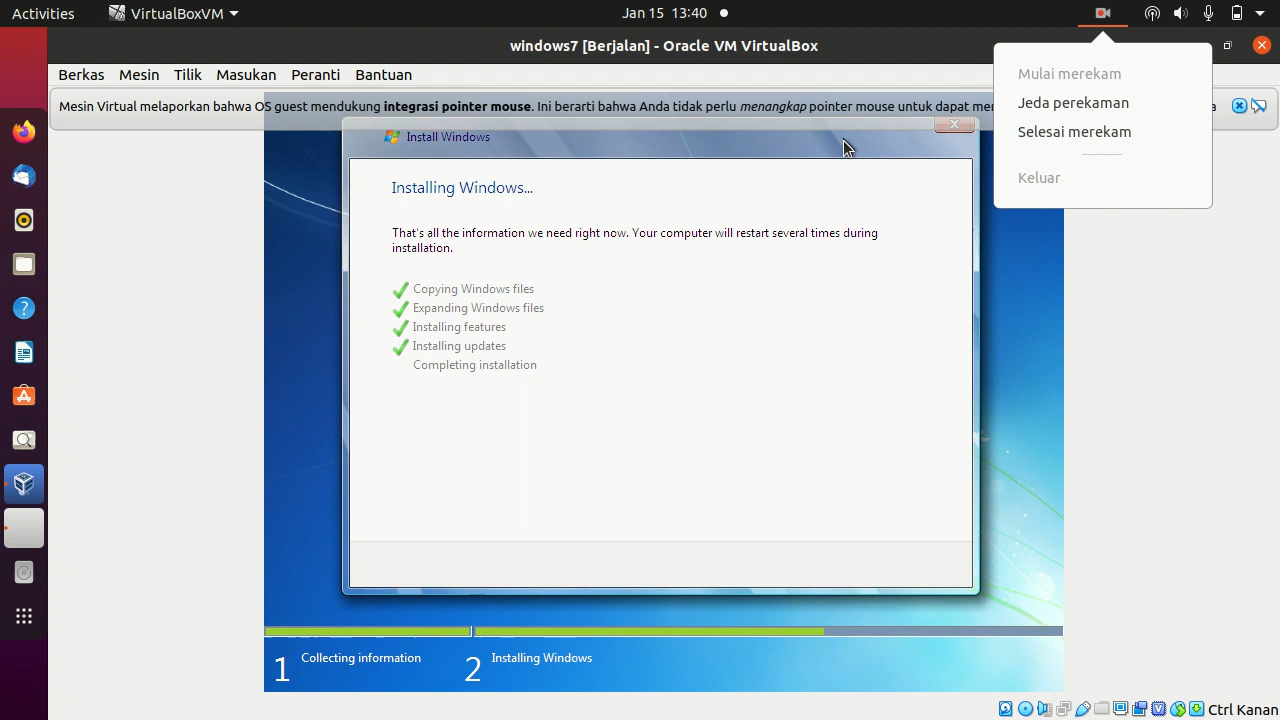 Activities
VirtualBoxVM
Jan 15 13:40
windows7 [Berjalan] - Oracle VM VirtualBox
Berkas Mesin Tilik Masukan Peranti Bantuan
Mesin Virtual melaporkan bahwa OS guest mendukung integrasi pointer mouse. Ini berarti bahwa Anda tidak perlu menangkap pointer mouse untuk dapat
Mulai merekam
Jeda perekaman
Selesai merekam
Keluar
Install Windows
Installing Windows...
That's all the information we need right now. Your computer will restart several times during
installation.
Copying Windows files
Expanding Windows files
Installing features
Installing updates
Completing installation
1 Collecting information
2 Installing Windows
Ctrl Kanan